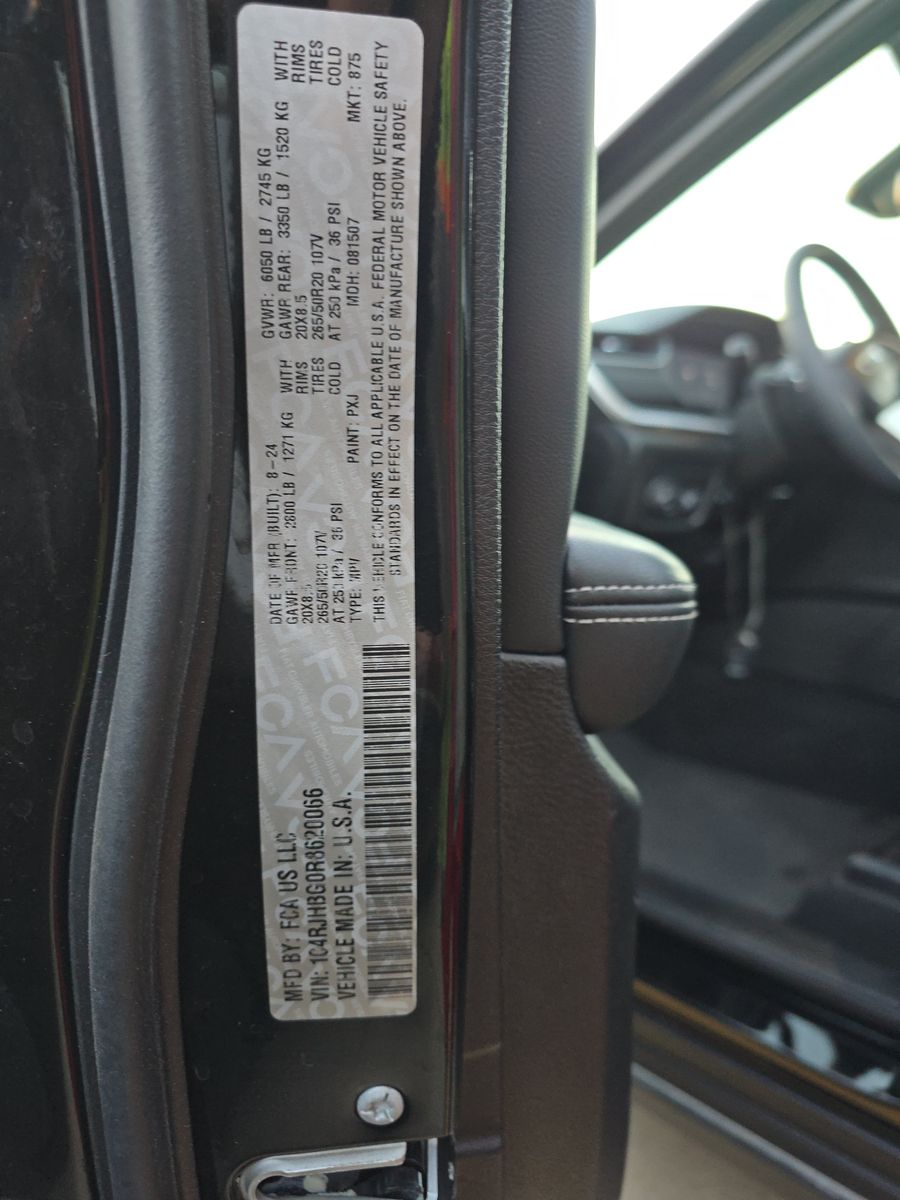 MFD BY: FCA US LLC
VIN: 1C4RJHBG0R8620066
VEHICLE MADE IN: U.S.A.
DATE OF MFR (BUILT): 8-24
GAWR FRONT: 2800 LB / 1271 KG WITH
20X8.5 RIMS
265/50R20 107V TIRES
AT 250 kPa / 36 PSI COLD
TYPE: MPV PAINT: PXJ
GVWR: 6050 LB / 2745 KG
GAWR REAR: 3350 LB / 1520 KG WITH
20X8.5 RIMS
265/50R20 107V TIRES
AT 250 kPa / 36 PSI COLD
MDH: 081507 MKT: 875
THIS VEHICLE CONFORMS TO ALL APPLICABLE U.S.A. FEDERAL MOTOR VEHICLE SAFETY
STANDARDS IN EFFECT ON THE DATE OF MANUFACTURE SHOWN ABOVE.